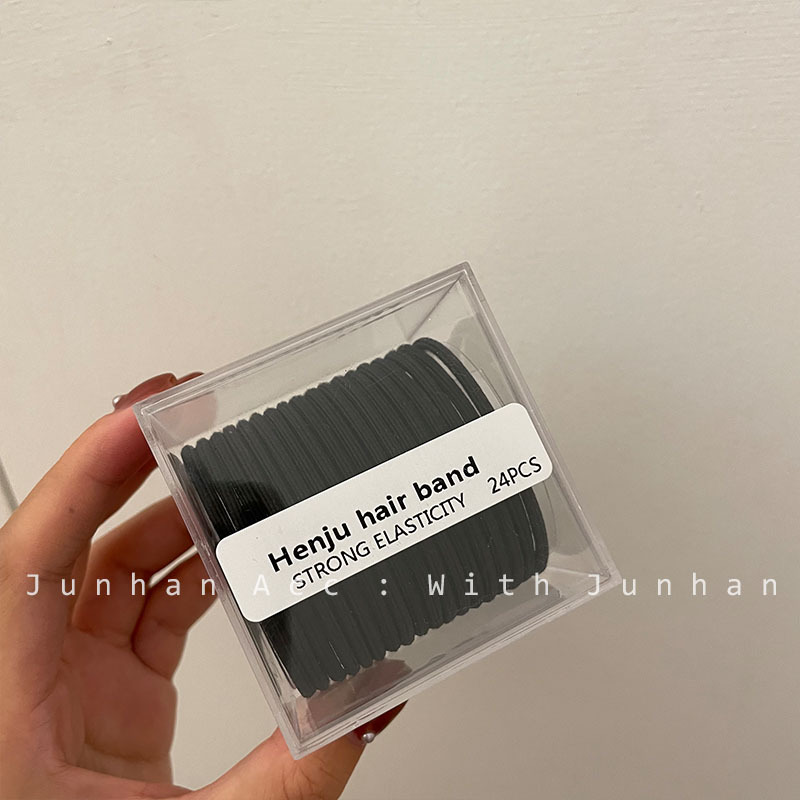 Henju hair band
STRONG ELASTICITY 24PCS
Junhan Acc : With Junhan